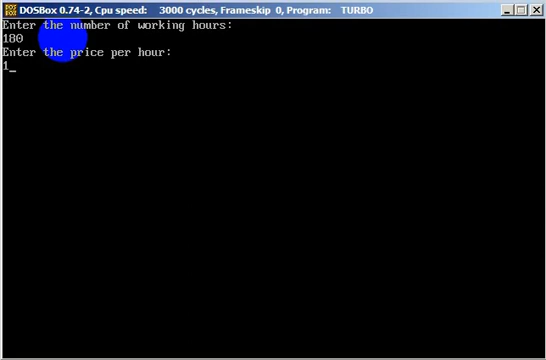 DOSBox 0.74-2, Cpu speed: 3000 cycles, Frameskip 0, Program: TURBO
Enter the number of working hours:
180
Enter the price per hour:
1_